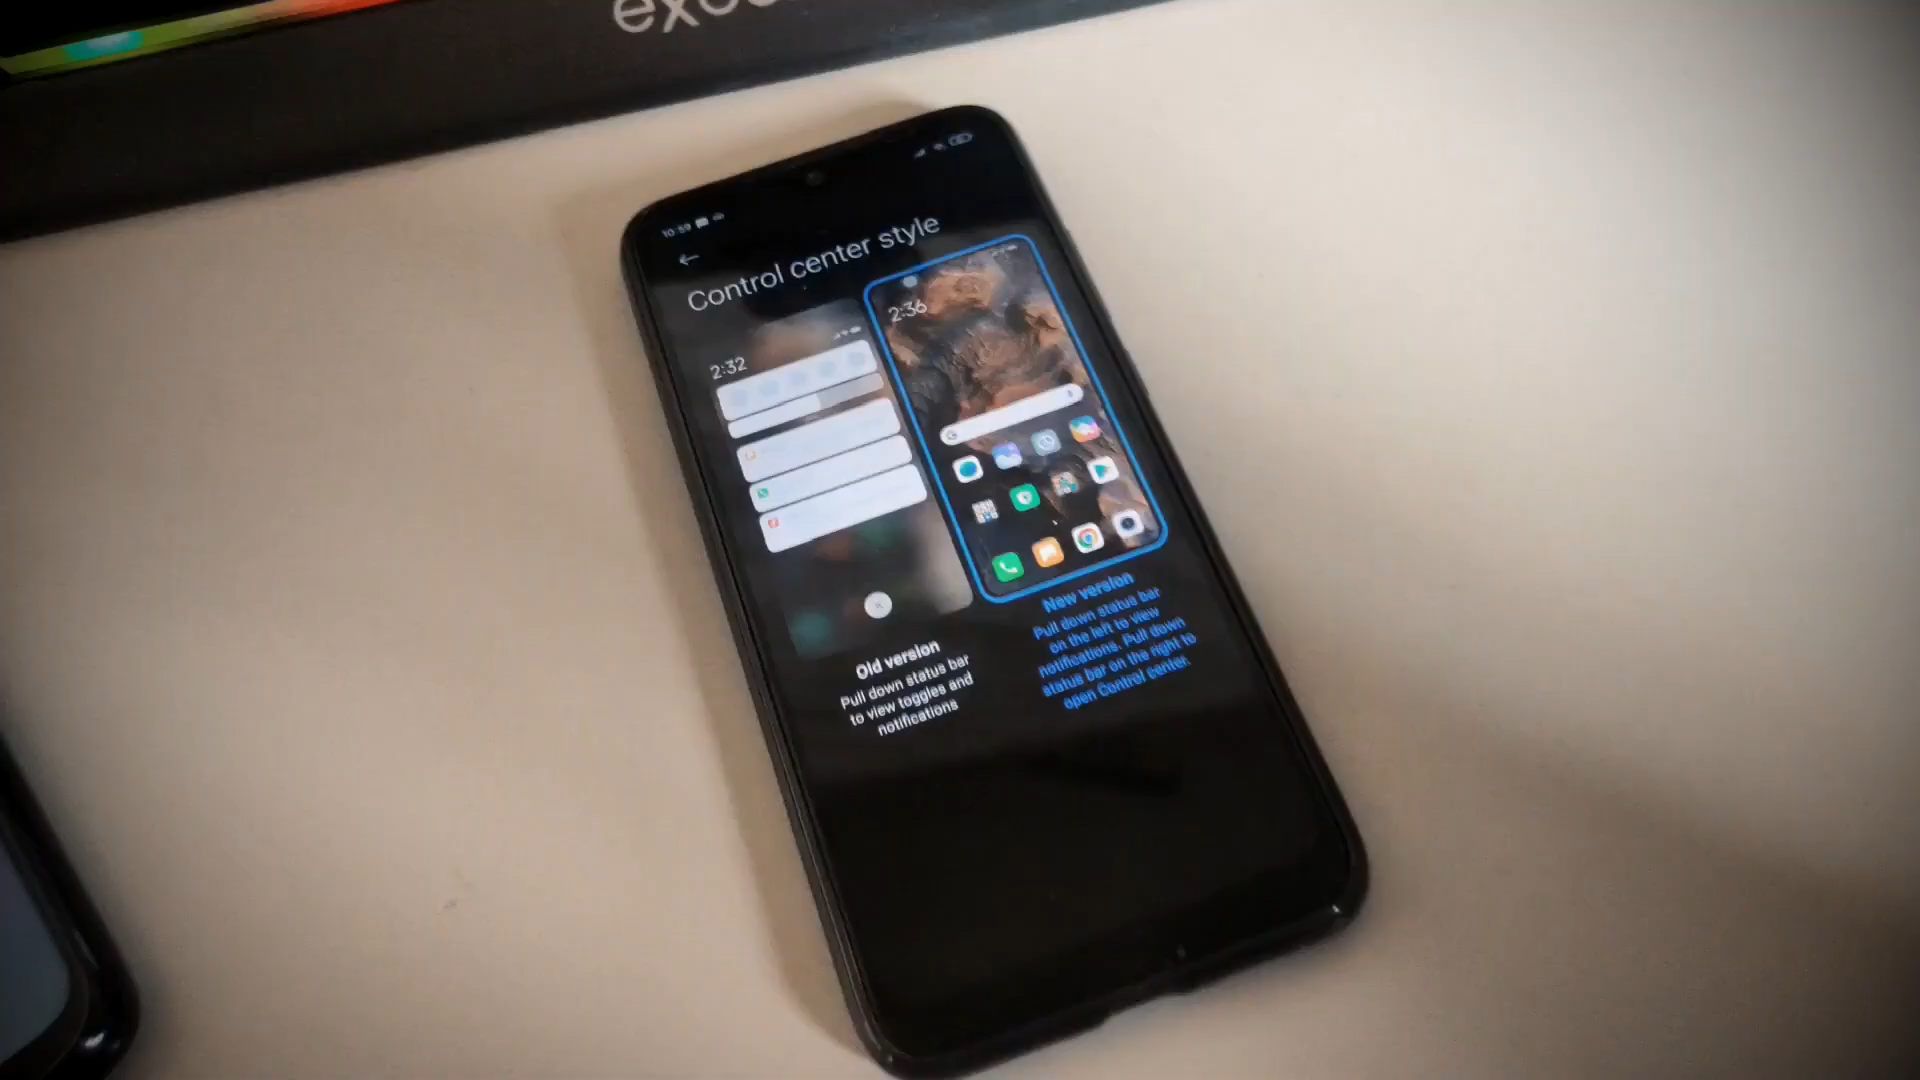 10:59
Control center style
2:32
2:36
Old version
Pull down status bar
to view toggles and
notifications
New version
Pull down status bar
on the left to view
notifications. Pull down
status bar on the right to
open Control center.